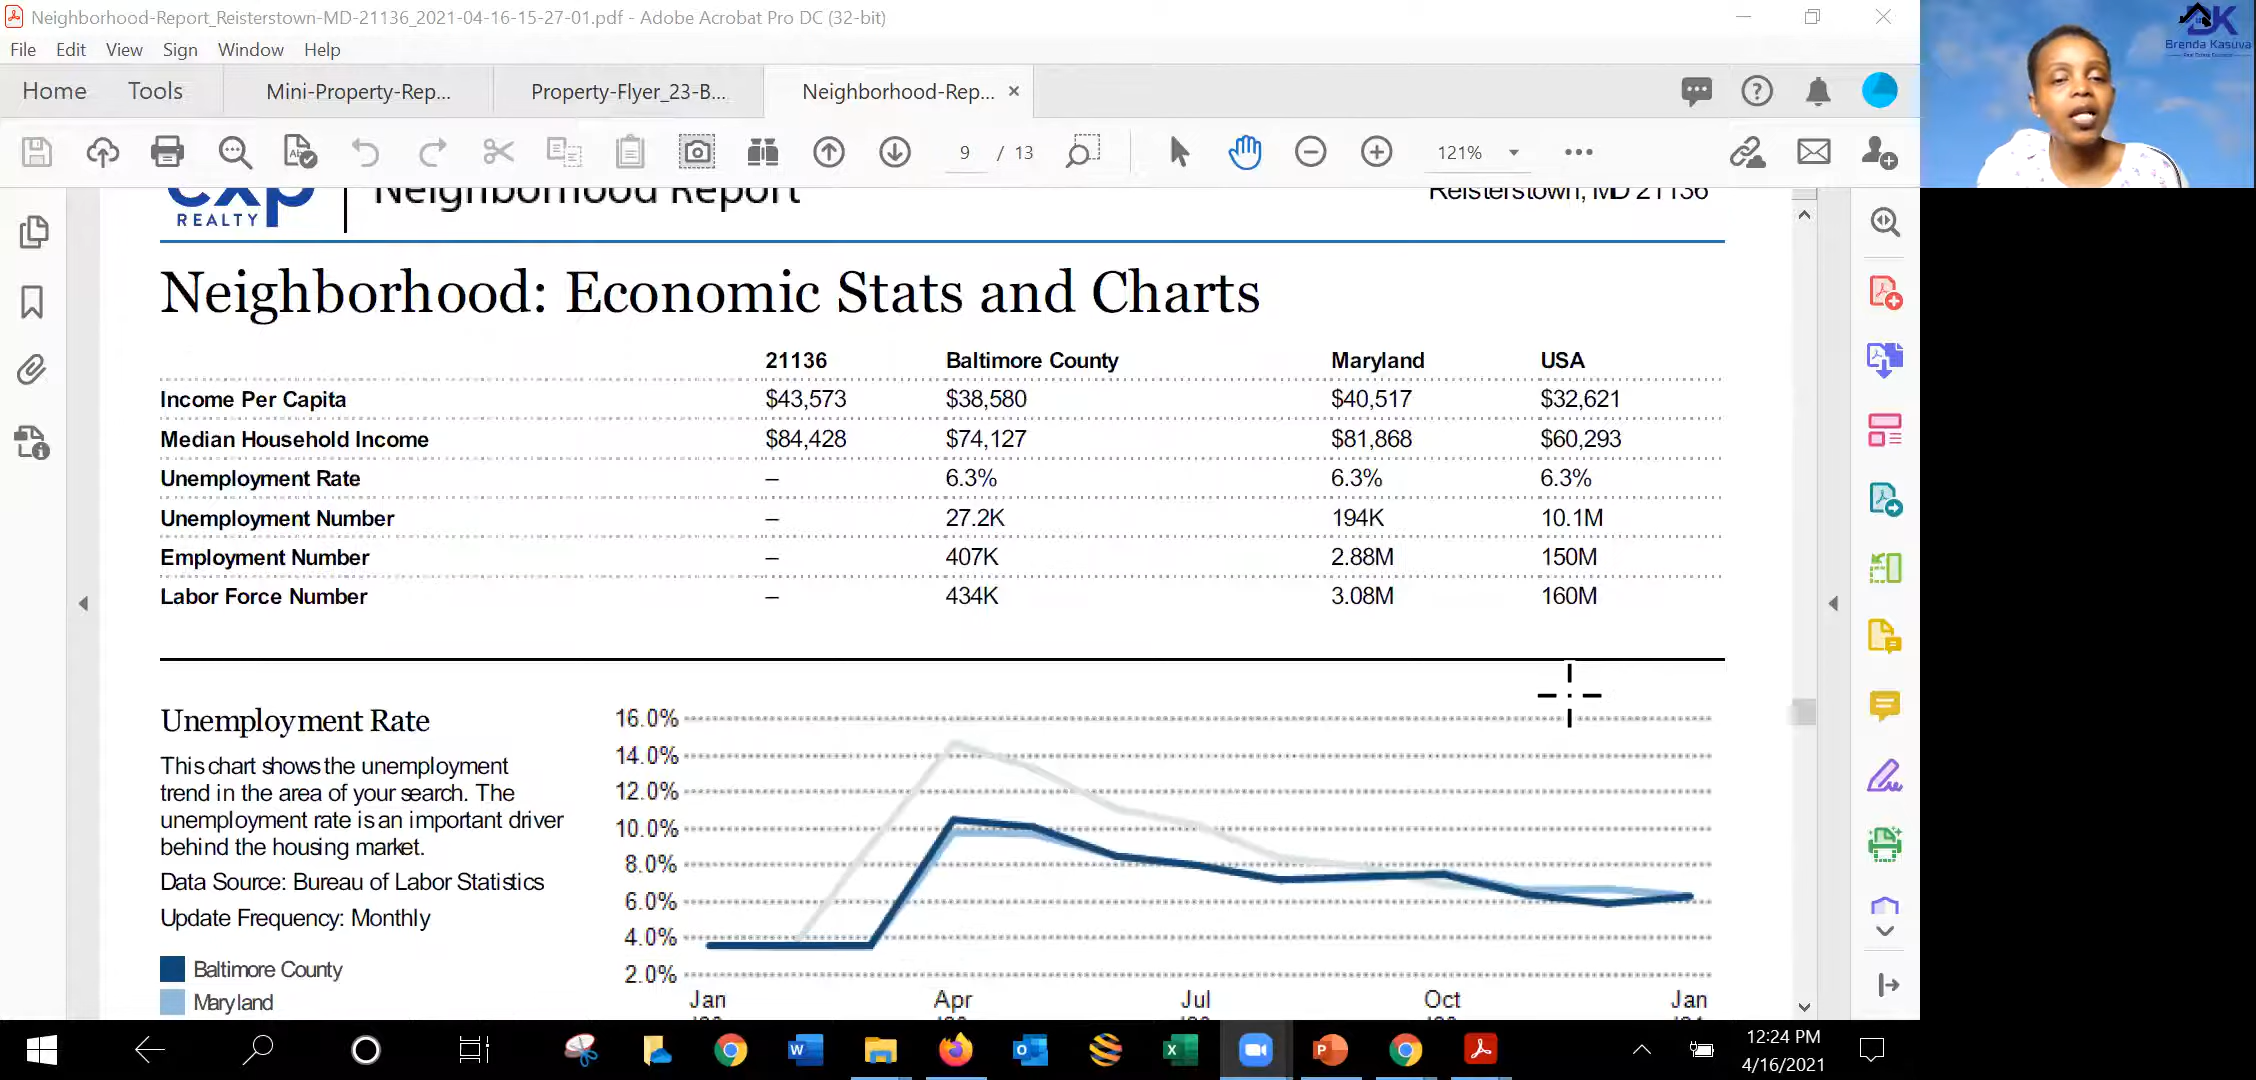 Neighborhood-Report_Reisterstown-MD-21136_2021-04-16-15-27-01.pdf - Adobe Acrobat Pro DC (32-bit)
File Edit View Sign Window Help
Home Tools Mini-Property-Rep... Property-Flyer_23-B... Neighborhood-Rep... ×
9 / 13 121%
DK
Brenda Kasuva
exp Neighborhood Report Reisterstown, MD 21136
REALTY
Neighborhood: Economic Stats and Charts
21136 Baltimore County Maryland USA
Income Per Capita $43,573 $38,580 $40,517 $32,621
Median Household Income $84,428 $74,127 $81,868 $60,293
Unemployment Rate – 6.3% 6.3% 6.3%
Unemployment Number – 27.2K 194K 10.1M
Employment Number – 407K 2.88M 150M
Labor Force Number – 434K 3.08M 160M
Unemployment Rate
This chart shows the unemployment
trend in the area of your search. The
unemployment rate is an important driver
behind the housing market.
Data Source: Bureau of Labor Statistics
Update Frequency: Monthly
Baltimore County
Maryland
16.0%
14.0%
12.0%
10.0%
8.0%
6.0%
4.0%
2.0%
Jan Apr Jul Oct Jan
12:24 PM
4/16/2021